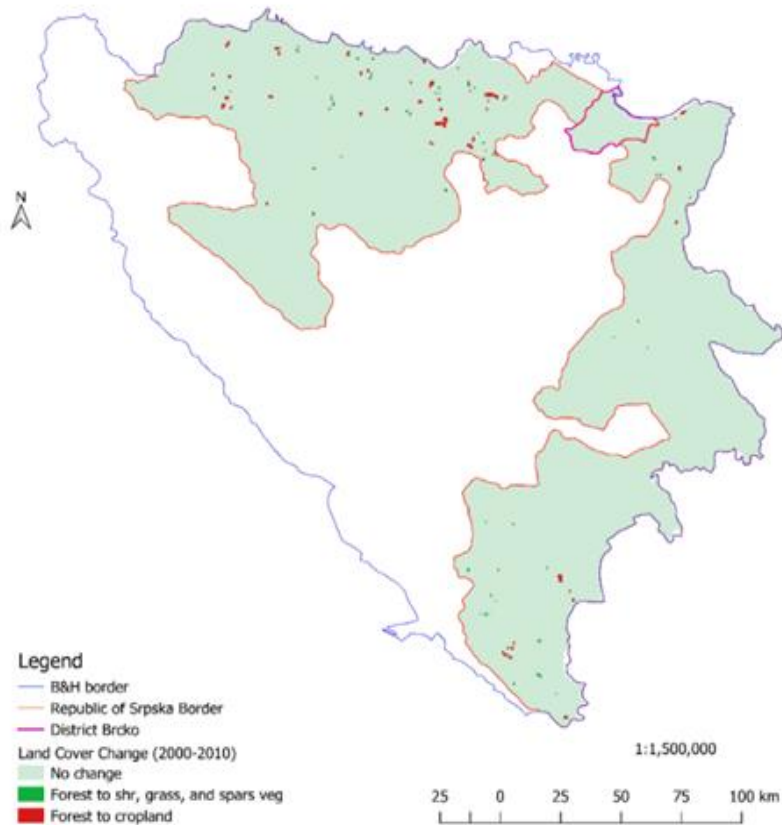 N
Legend
B&H border
Republic of Srpska Border
District Brcko
Land Cover Change (2000-2010)
No change
Forest to shr, grass, and spars veg
Forest to cropland
1:1,500,000
25 0 25 50 75 100 km